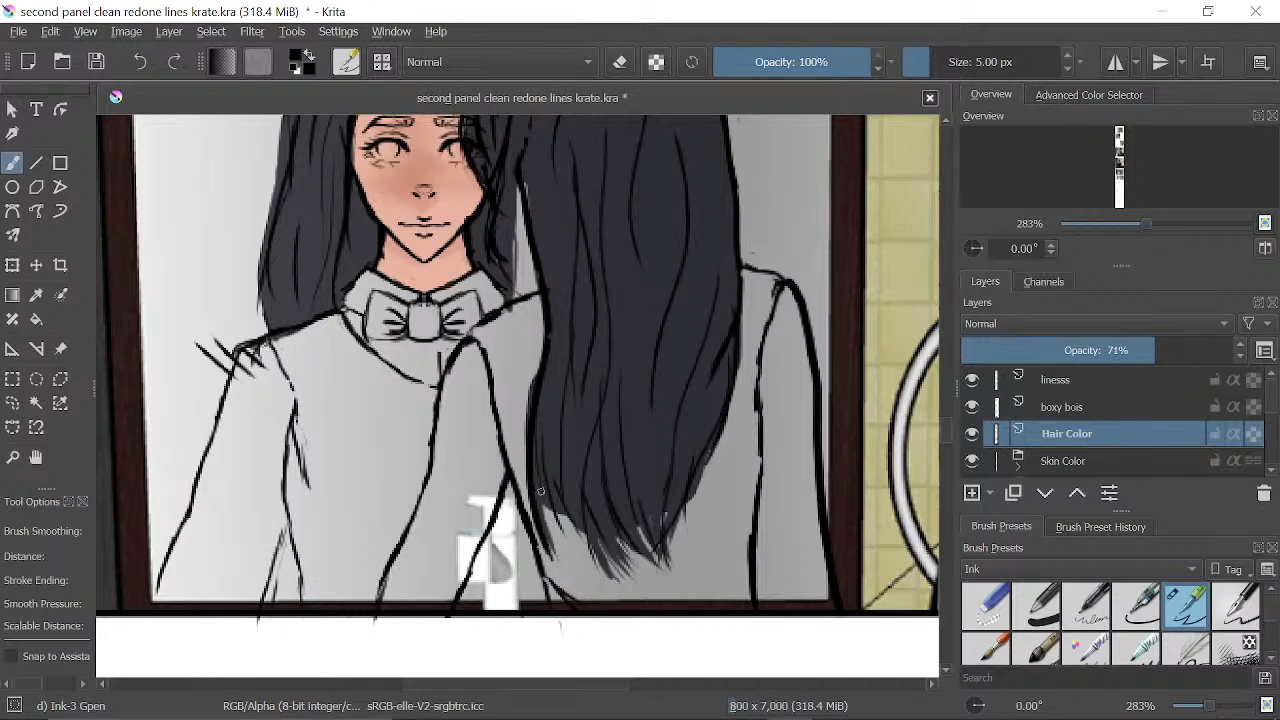 second panel clean redone lines krate.kra (318.4 MiB) * - Krita
File Edit View Image Layer Filter Select Tools Settings Window Help
Normal Opacity: 100% Size: 5.00 px
second panel clean redone lines krate.kra *
Overview Advanced Color Selector
Overview
283%
0.00°
Layers Channels
Layers
Normal
Opacity: 71%
linesss
boxy bois
Hair Color
Skin Color
Brush Presets Brush Preset History
Brush Presets
Ink Tag
Search
Tool Options
Brush Smoothing:
Distance:
Stroke Ending:
Smooth Pressure:
Scalable Distance:
Snap to Assista
d) Ink-3 Gpen RGB/Alpha (8-bit integer/c... sRGB-elle-V2-srgbtrc.icc 800 x 7,000 (318.4 MiB) 0.00° 283%